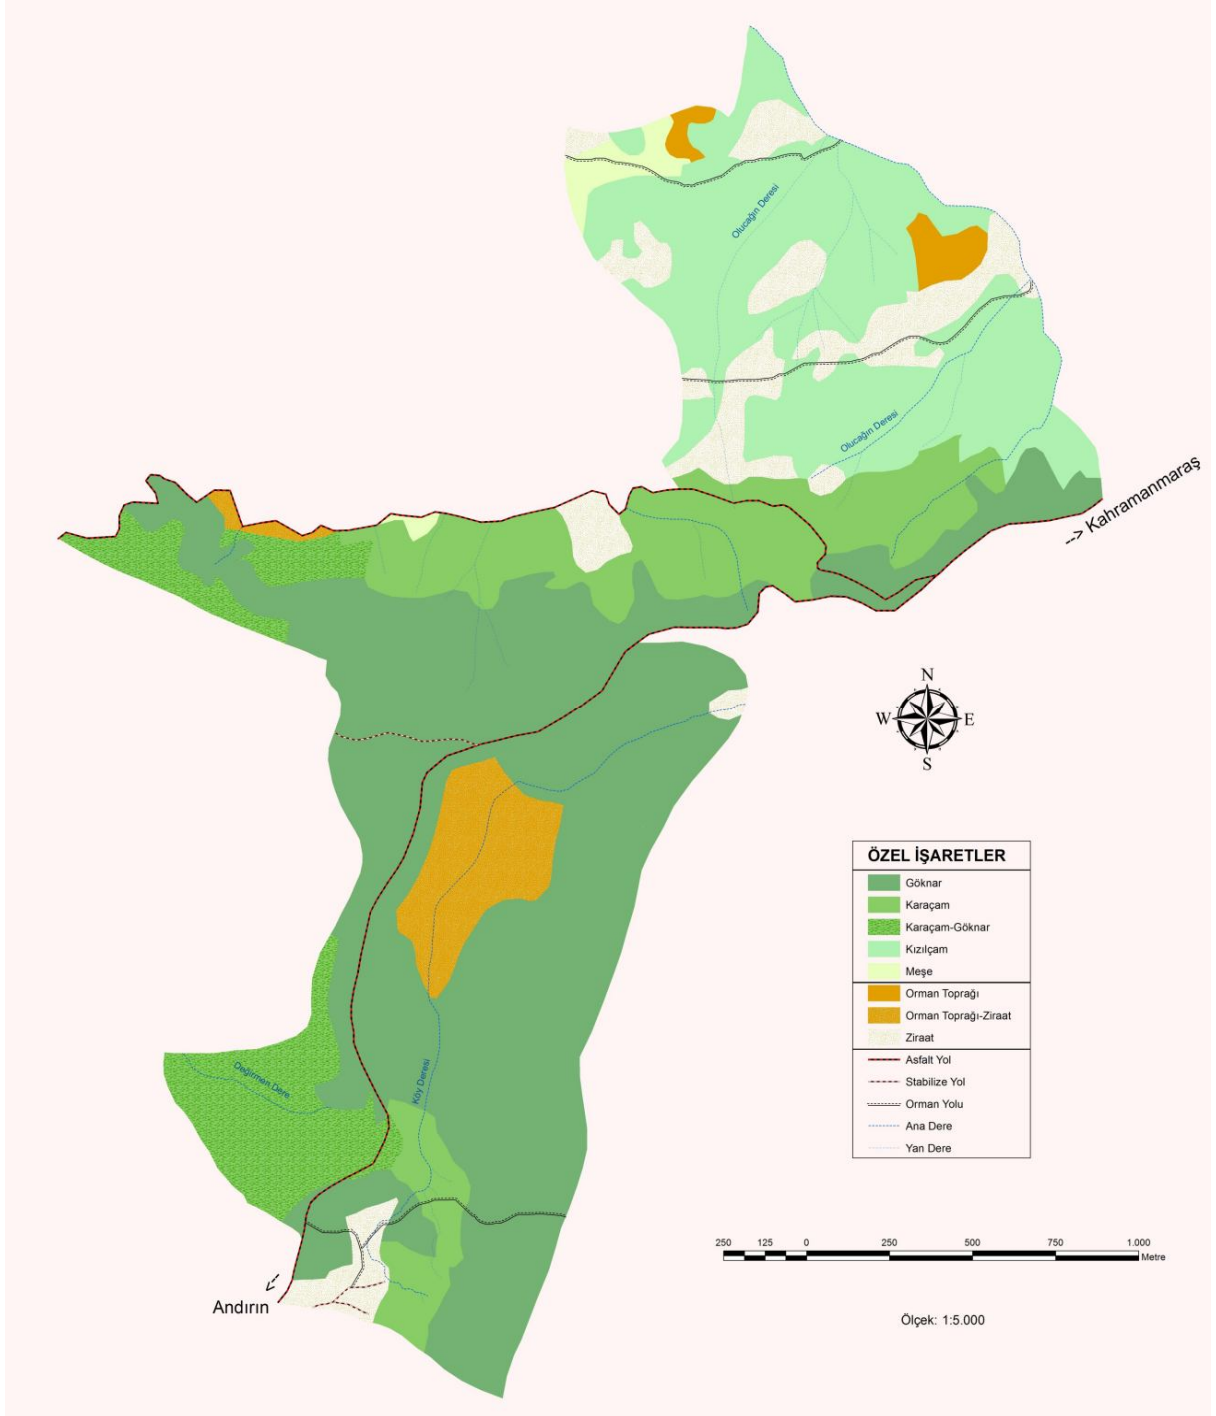 Olucağın Deresi
Olucağın Deresi
--> Kahramanmaraş
N
W E
S
ÖZEL İŞARETLER
Göknar
Karaçam
Karaçam-Göknar
Kızılçam
Meşe
Orman Toprağı
Orman Toprağı-Ziraat
Ziraat
Asfalt Yol
Stabilize Yol
Orman Yolu
Ana Dere
Yan Dere
Değirmen Dere
Köy Deresi
250 125 0 250 500 750 1.000
Metre
Andırın
Ölçek: 1:5.000